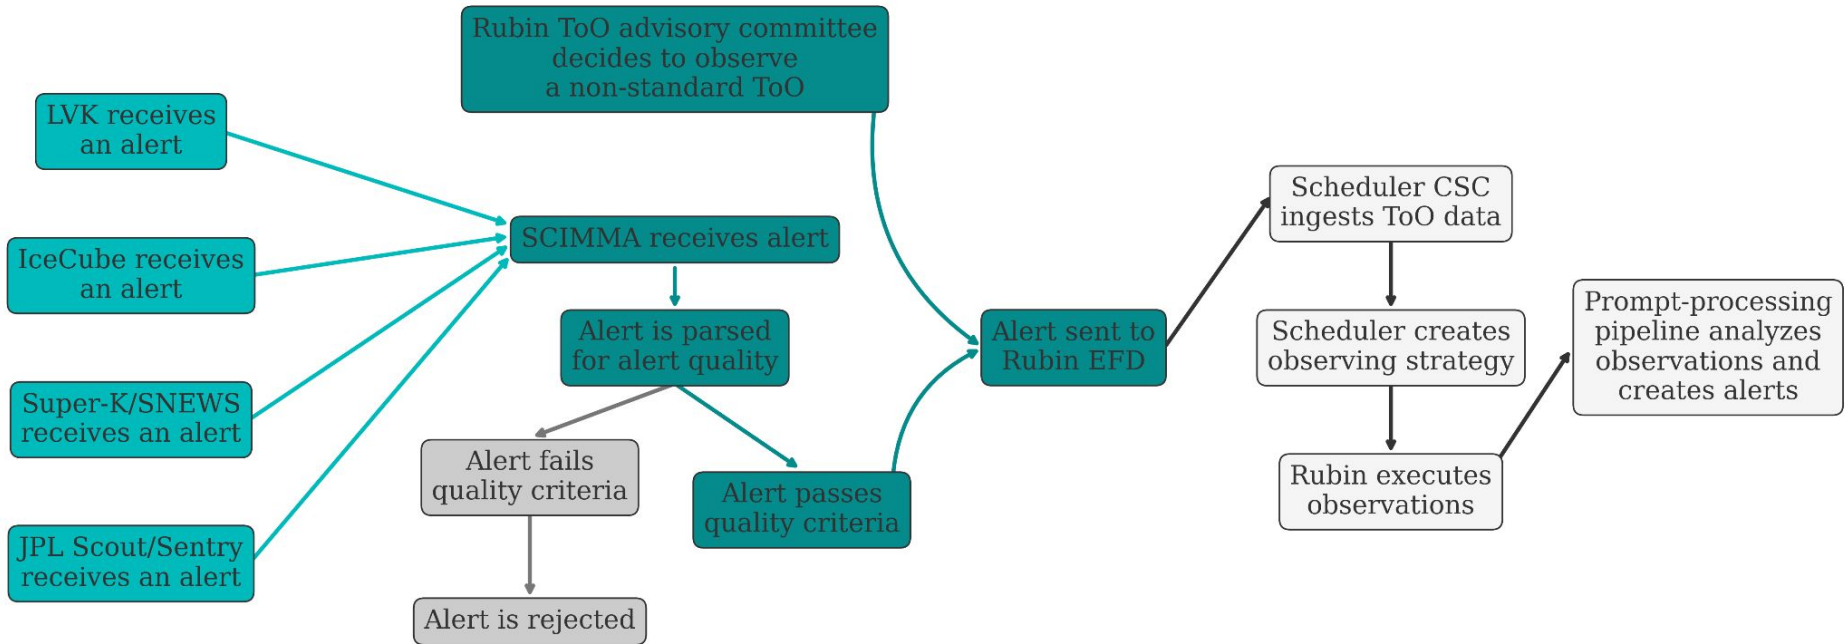 Rubin ToO advisory committee
decides to observe
a non-standard ToO
LVK receives
an alert
IceCube receives
an alert
Super-K/SNEWS
receives an alert
JPL Scout/Sentry
receives an alert
SCIMMA receives alert
Alert is parsed
for alert quality
Alert fails
quality criteria
Alert is rejected
Alert passes
quality criteria
Alert sent to
Rubin EFD
Scheduler CSC
ingests ToO data
Scheduler creates
observing strategy
Rubin executes
observations
Prompt-processing
pipeline analyzes
observations and
creates alerts